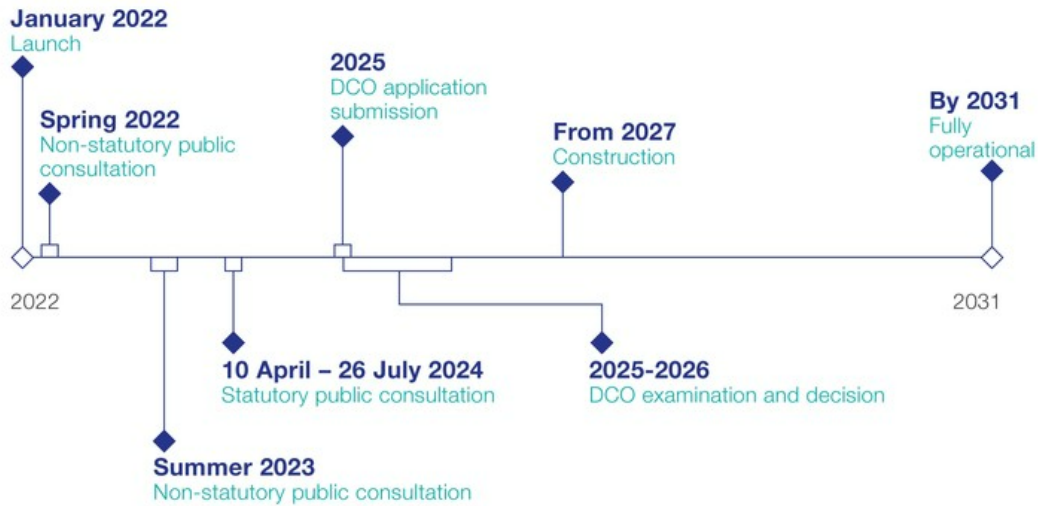 January 2022
Launch
Spring 2022
Non-statutory public
consultation
2025
DCO application
submission
From 2027
Construction
By 2031
Fully
operational
2022
2031
10 April – 26 July 2024
Statutory public consultation
2025-2026
DCO examination and decision
Summer 2023
Non-statutory public consultation